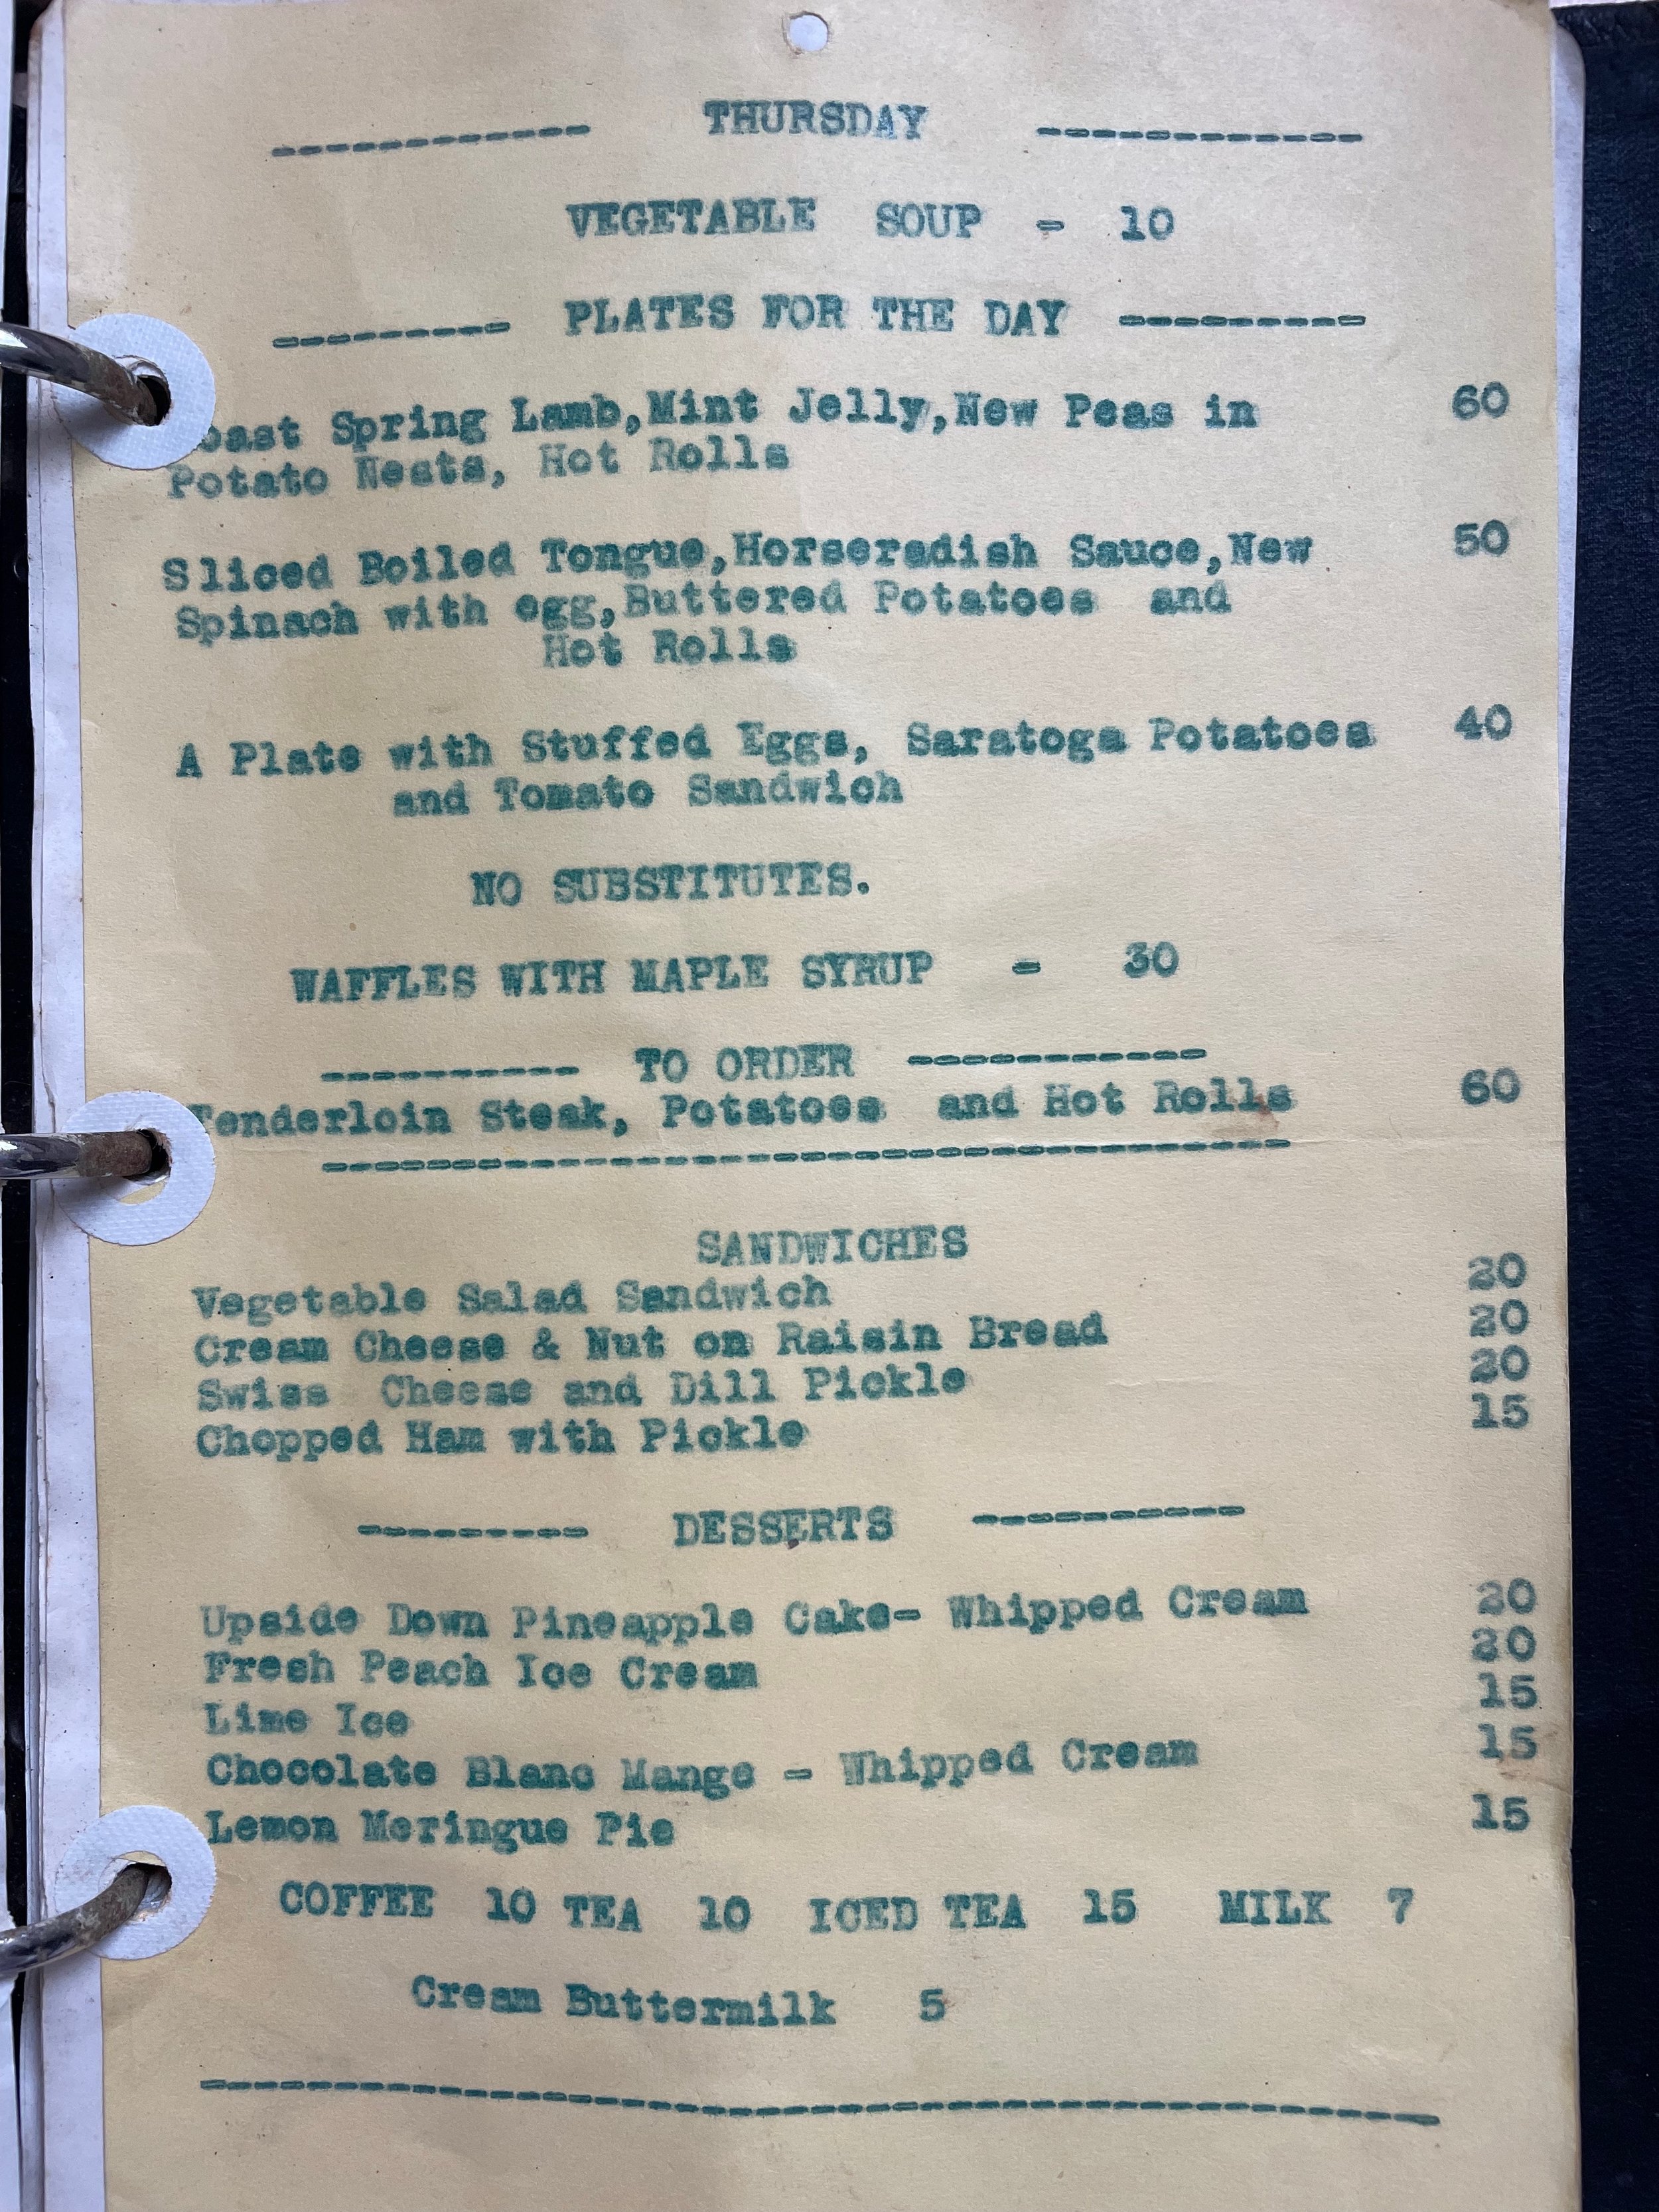 ------------ THURSDAY ------------
VEGETABLE SOUP - 10
--------- PLATES FOR THE DAY ---------
oast Spring Lamb,Mint Jelly,New Peas in 60
Potato Nests, Hot Rolls
Sliced Boiled Tongue,Horseradish Sauce,New 50
Spinach with egg,Buttered Potatoes and
Hot Rolls
A Plate with Stuffed Eggs, Saratoga Potatoes 40
and Tomato Sandwich
NO SUBSTITUTES.
WAFFLES WITH MAPLE SYRUP - 30
---------- TO ORDER -----------
Tenderloin Steak, Potatoes and Hot Rolls 60
-------------------------------------
SANDWICHES
Vegetable Salad Sandwich 20
Cream Cheese & Nut on Raisin Bread 20
Swiss Cheese and Dill Pickle 20
Chopped Ham with Pickle 15
--------- DESSERTS ----------
Upside Down Pineapple Cake- Whipped Cream 20
Fresh Peach Ice Cream 20
Lime Ice 15
Chocolate Blanc Mange - Whipped Cream 15
Lemon Meringue Pie 15
COFFEE 10 TEA 10 ICED TEA 15 MILK 7
Cream Buttermilk 5
-----------------------------------------------